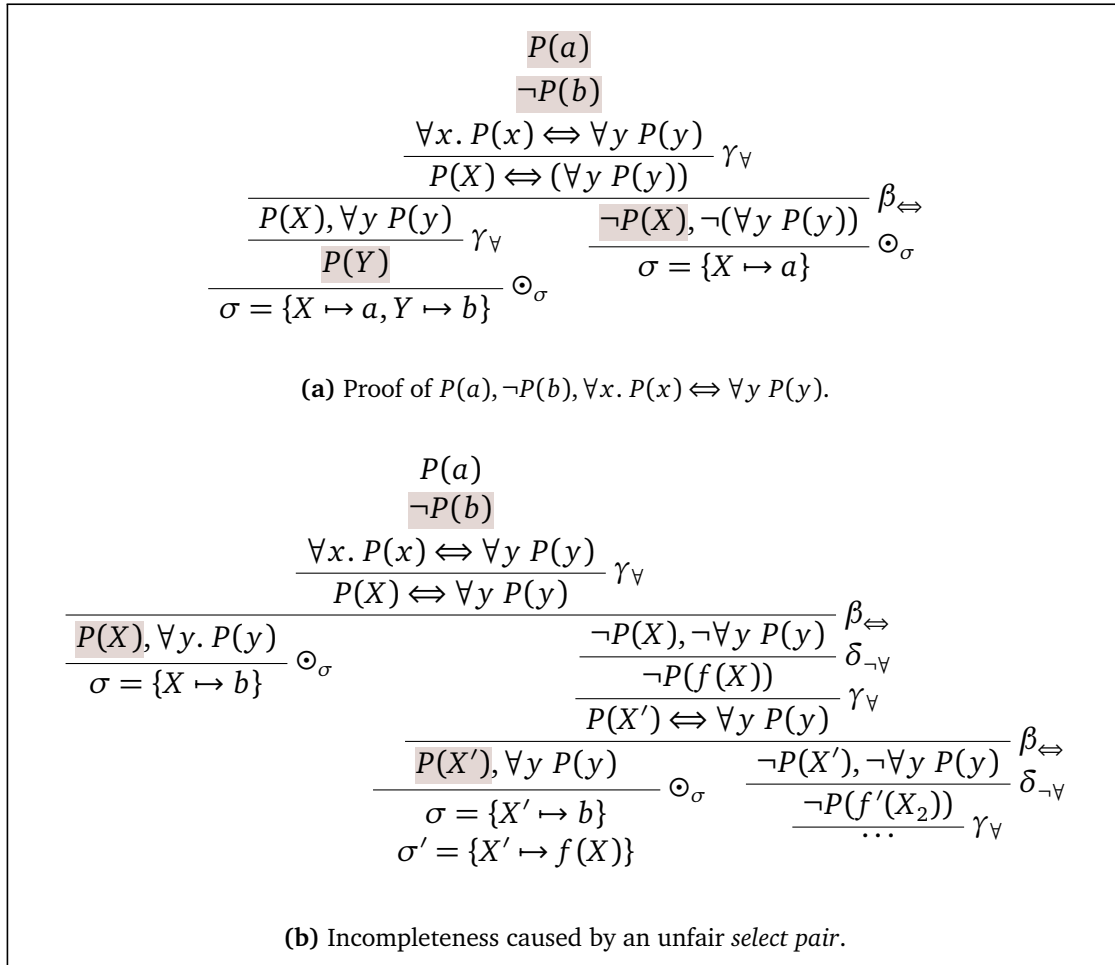 P(a)
¬P(b)
∀x. P(x) ⇔ ∀y P(y) γ∀
P(X) ⇔ (∀y P(y))
β⇔
P(X), ∀y P(y) γ∀ ¬P(X), ¬(∀y P(y)) ⊙σ
P(Y) σ = {X ↦ a}
⊙σ
σ = {X ↦ a, Y ↦ b}
(a) Proof of P(a), ¬P(b), ∀x. P(x) ⇔ ∀y P(y).
P(a)
¬P(b)
∀x. P(x) ⇔ ∀y P(y) γ∀
P(X) ⇔ ∀y P(y)
β⇔
P(X), ∀y. P(y) ⊙σ ¬P(X), ¬∀y P(y) δ¬∀
σ = {X ↦ b} ¬P(f(X)) γ∀
P(X′) ⇔ ∀y P(y)
β⇔
P(X′), ∀y P(y) ⊙σ ¬P(X′), ¬∀y P(y) δ¬∀
σ = {X′ ↦ b} ¬P(f′(X₂)) γ∀
σ′ = {X′ ↦ f(X)} ...
(b) Incompleteness caused by an unfair select pair.